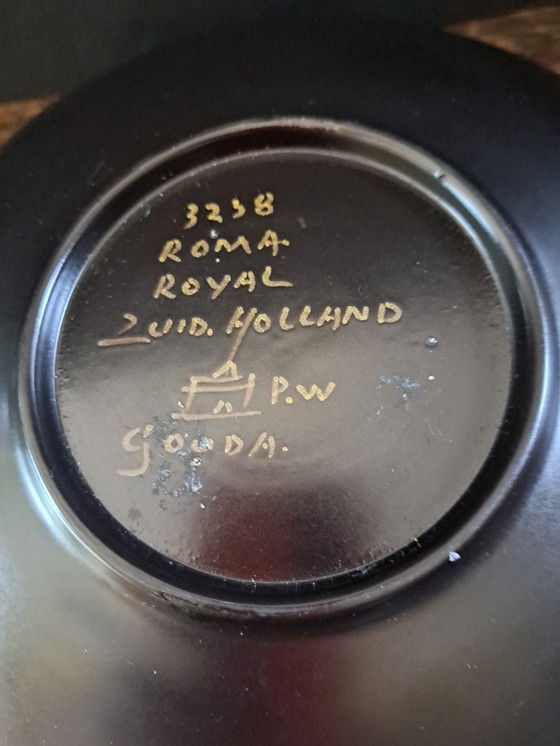 3238
ROMA.
ROYAL
ZUID. HOLLAND
P.W
GOUDA.